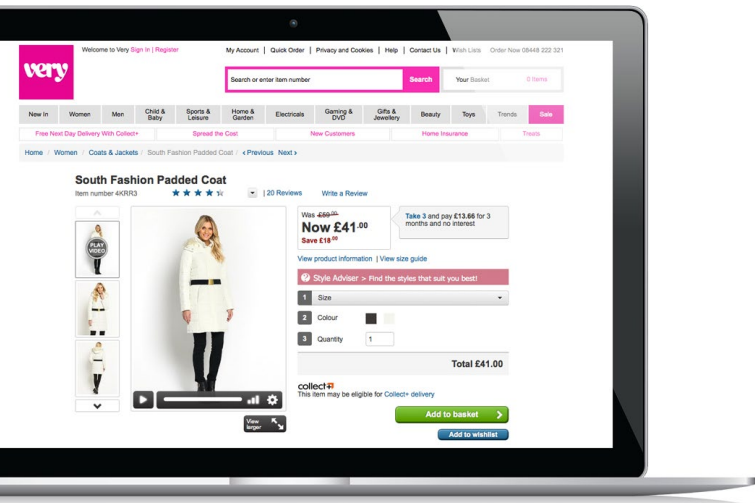 Welcome to Very Sign In | Register
My Account | Quick Order | Privacy and Cookies | Help | Contact Us | Wish Lists Order Now 08448 222 321
very
Search or enter item number
Search
Your Basket
0 Items
New In
Women
Men
Child & Baby
Sports & Leisure
Home & Garden
Electricals
Gaming & DVD
Gifts & Jewellery
Beauty
Toys
Trends
Sale
Free Next Day Delivery With Collect+
Spread the Cost
New Customers
Home Insurance
Treats
Home / Women / Coats & Jackets / South Fashion Padded Coat / ‹ Previous Next ›
South Fashion Padded Coat
Item number 4KRR3
| 20 Reviews
Write a Review
PLAY
VIDEO
Was £59.00
Now £41.00
Save £18.00
Take 3 and pay £13.66 for 3
months and no interest
View product information | View size guide
Style Adviser > Find the styles that suit you best!
1 Size
2 Colour
3 Quantity 1
Total £41.00
collect+
This item may be eligible for Collect+ delivery
View
larger
Add to basket
Add to wishlist